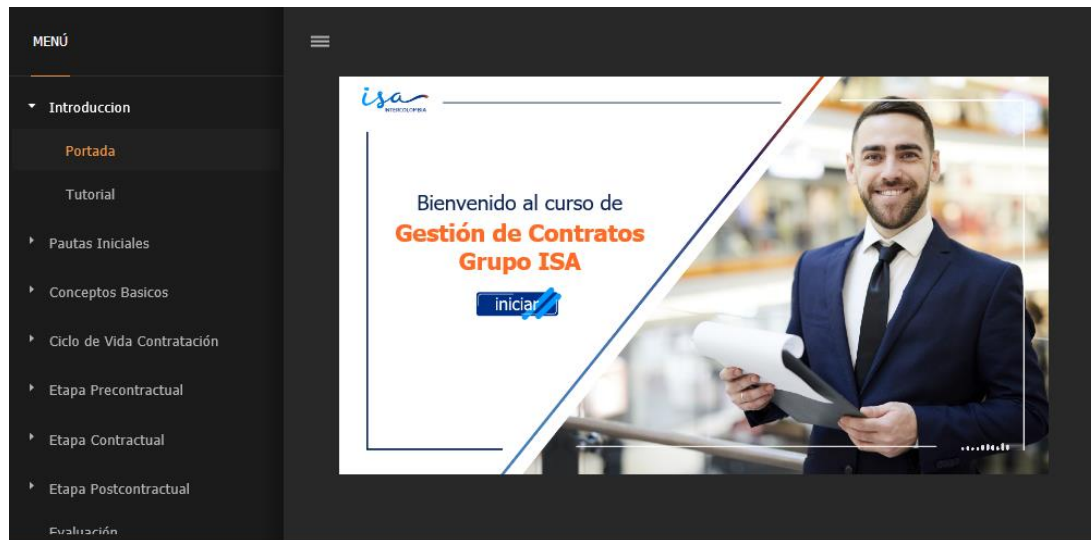 MENÚ
Introduccion
Portada
Tutorial
Pautas Iniciales
Conceptos Basicos
Ciclo de Vida Contratación
Etapa Precontractual
Etapa Contractual
Etapa Postcontractual
Evaluación
isa
INTERCOLOMBIA
Bienvenido al curso de
Gestión de Contratos
Grupo ISA
iniciar